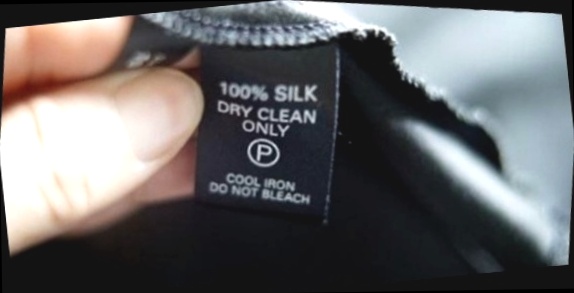 100% SILK
DRY CLEAN
ONLY
P
COOL IRON
DO NOT BLEACH